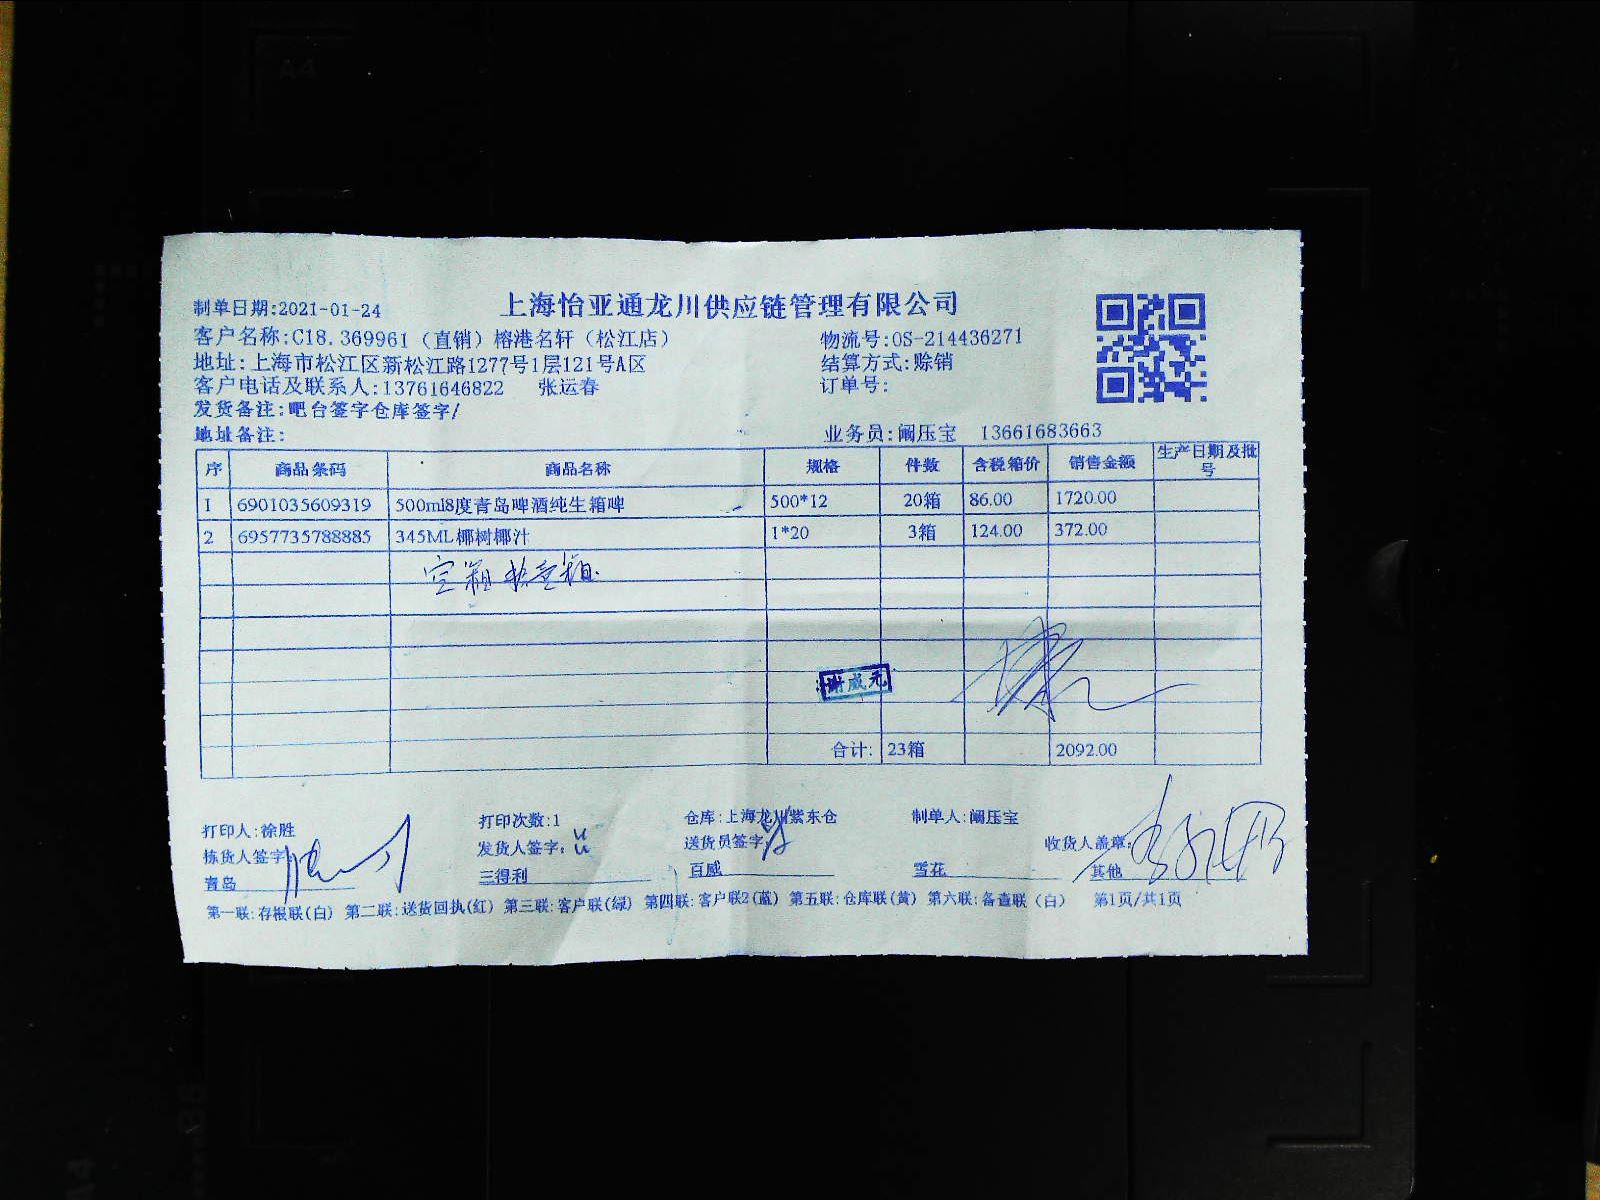 上海怡亚通龙川供应链管理有限公司
制单日期:2021-01-24
客户名称:C18.369961（直销）榕港名轩（松江店） 物流号:OS-214436271
地址:上海市松江区新松江路1277号1层121号A区 结算方式:赊销
客户电话及联系人:13761646822 张运春 订单号:
发货备注:吧台签字仓库签字/
地址备注: 业务员:阚压宝 13661683663
序 商品条码 商品名称 规格 件数 含税箱价 销售金额 生产日期及批号
1 6901035609319 500ml8度青岛啤酒纯生箱啤 500*12 20箱 86.00 1720.00
2 6957735788885 345ML椰树椰汁 1*20 3箱 124.00 372.00
谢成元
合计: 23箱 2092.00
打印人:徐胜 打印次数:1 仓库:上海龙川紫东仓 制单人:阚压宝
拣货人签字: 发货人签字: 送货员签字: 收货人盖章:
青岛 三得利 百威 雪花 其他
第一联:存根联(白) 第二联:送货回执(红) 第三联:客户联(绿) 第四联:客户联2(蓝) 第五联:仓库联(黄) 第六联:备查联（白） 第1页/共1页
A4